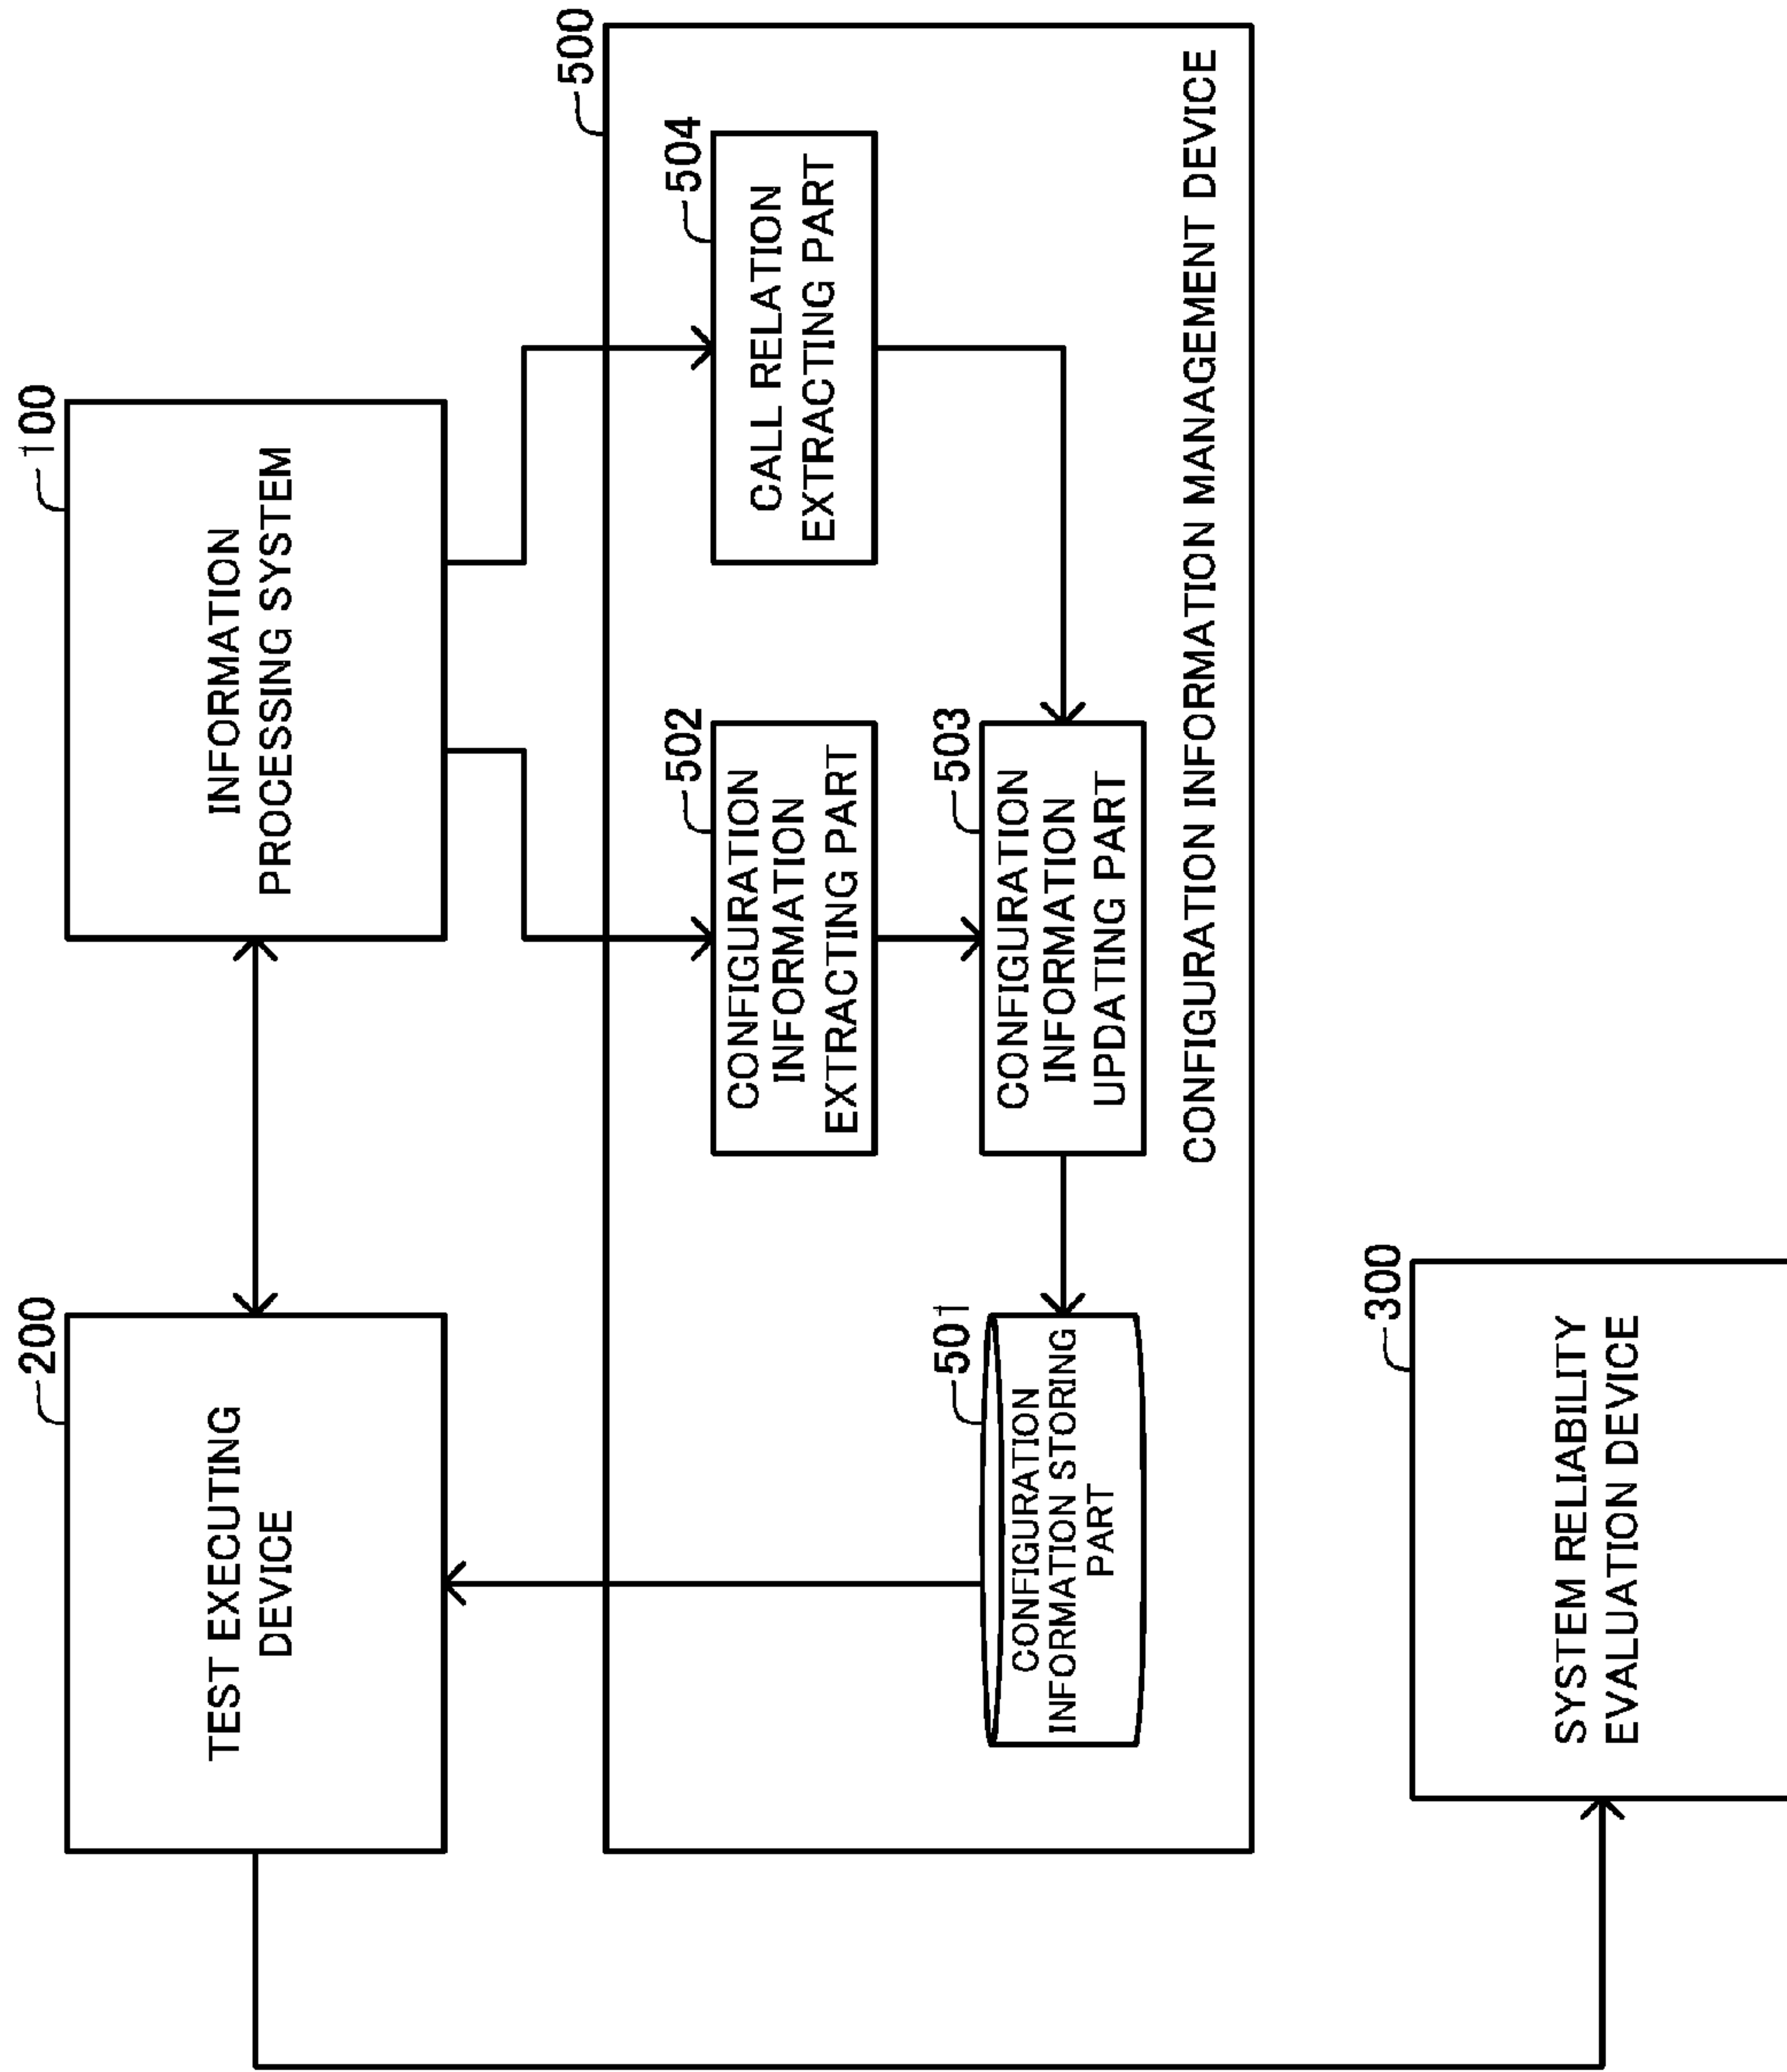 200
TEST EXECUTING
DEVICE
100
INFORMATION
PROCESSING SYSTEM
500
502
CONFIGURATION
INFORMATION
EXTRACTING PART
504
CALL RELATION
EXTRACTING PART
501
CONFIGURATION
INFORMATION STORING
PART
503
CONFIGURATION
INFORMATION
UPDATING PART
CONFIGURATION INFORMATION MANAGEMENT DEVICE
300
SYSTEM RELIABILITY
EVALUATION DEVICE